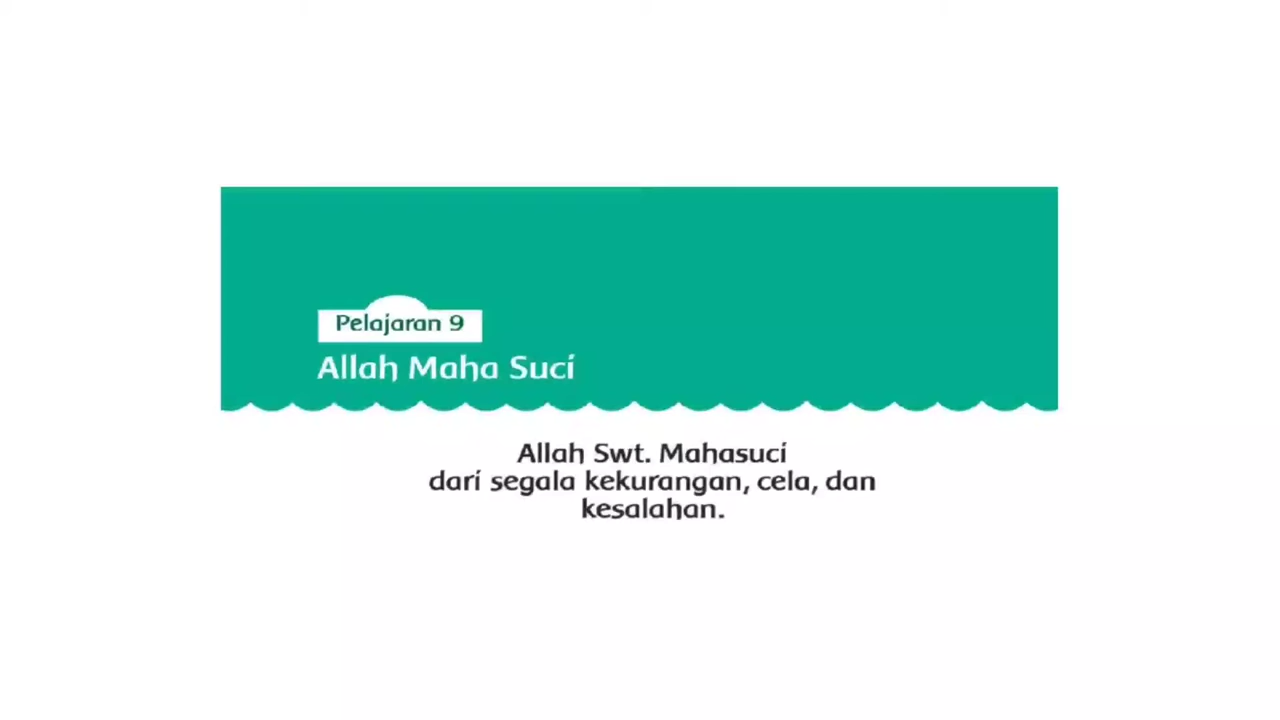 Pelajaran 9
Allah Maha Suci
Allah Swt. Mahasuci
dari segala kekurangan, cela, dan
kesalahan.